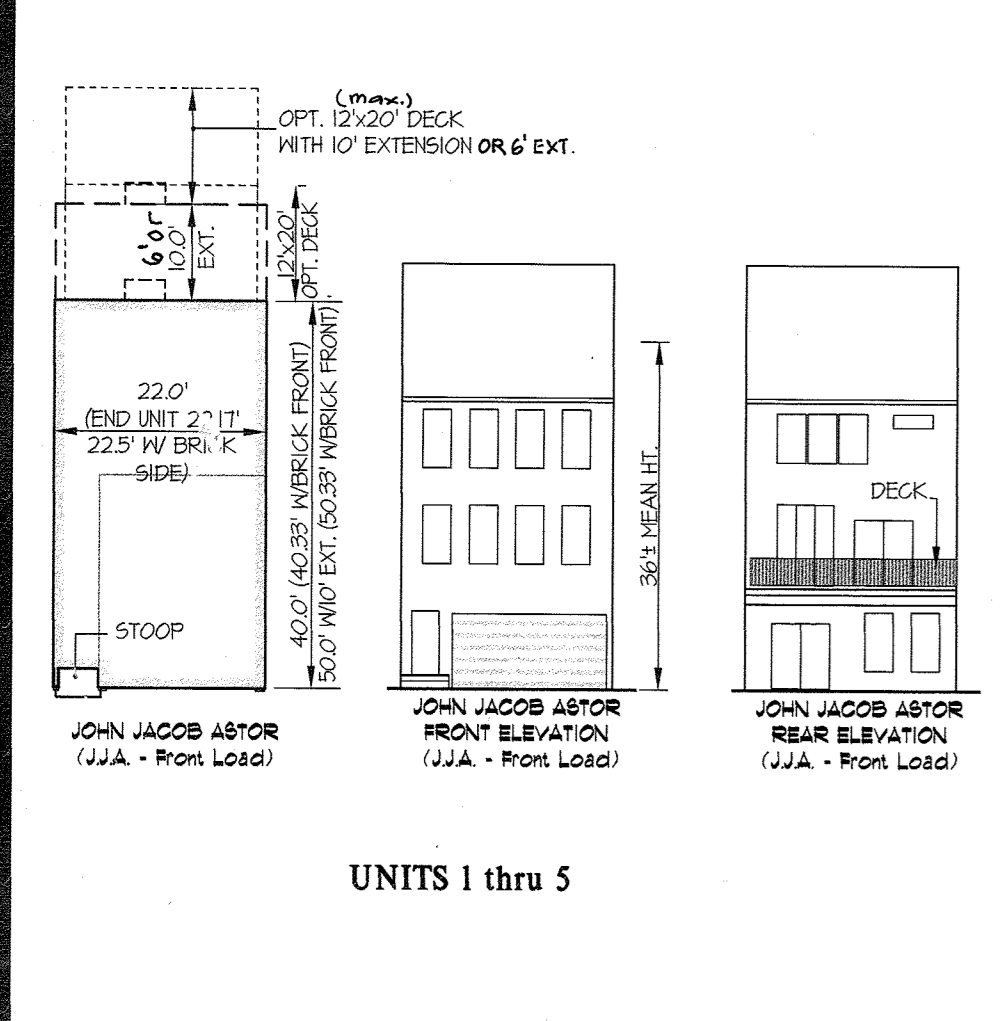 (max.)
OPT. 12'x20' DECK
WITH 10' EXTENSION OR 6' EXT.
6' or
10.0'
EXT.
12'x20'
OPT. DECK
22.0'
(END UNIT
22.5' W/ BRICK
SIDE)
40.0' (40.33' W/BRICK FRONT)
50.0' W/10' EXT. (50.33' W/BRICK FRONT)
STOOP
36'± MEAN HT.
DECK
JOHN JACOB ASTOR
(J.J.A. - Front Load)
JOHN JACOB ASTOR
FRONT ELEVATION
(J.J.A. - Front Load)
JOHN JACOB ASTOR
REAR ELEVATION
(J.J.A. - Front Load)
UNITS 1 thru 5